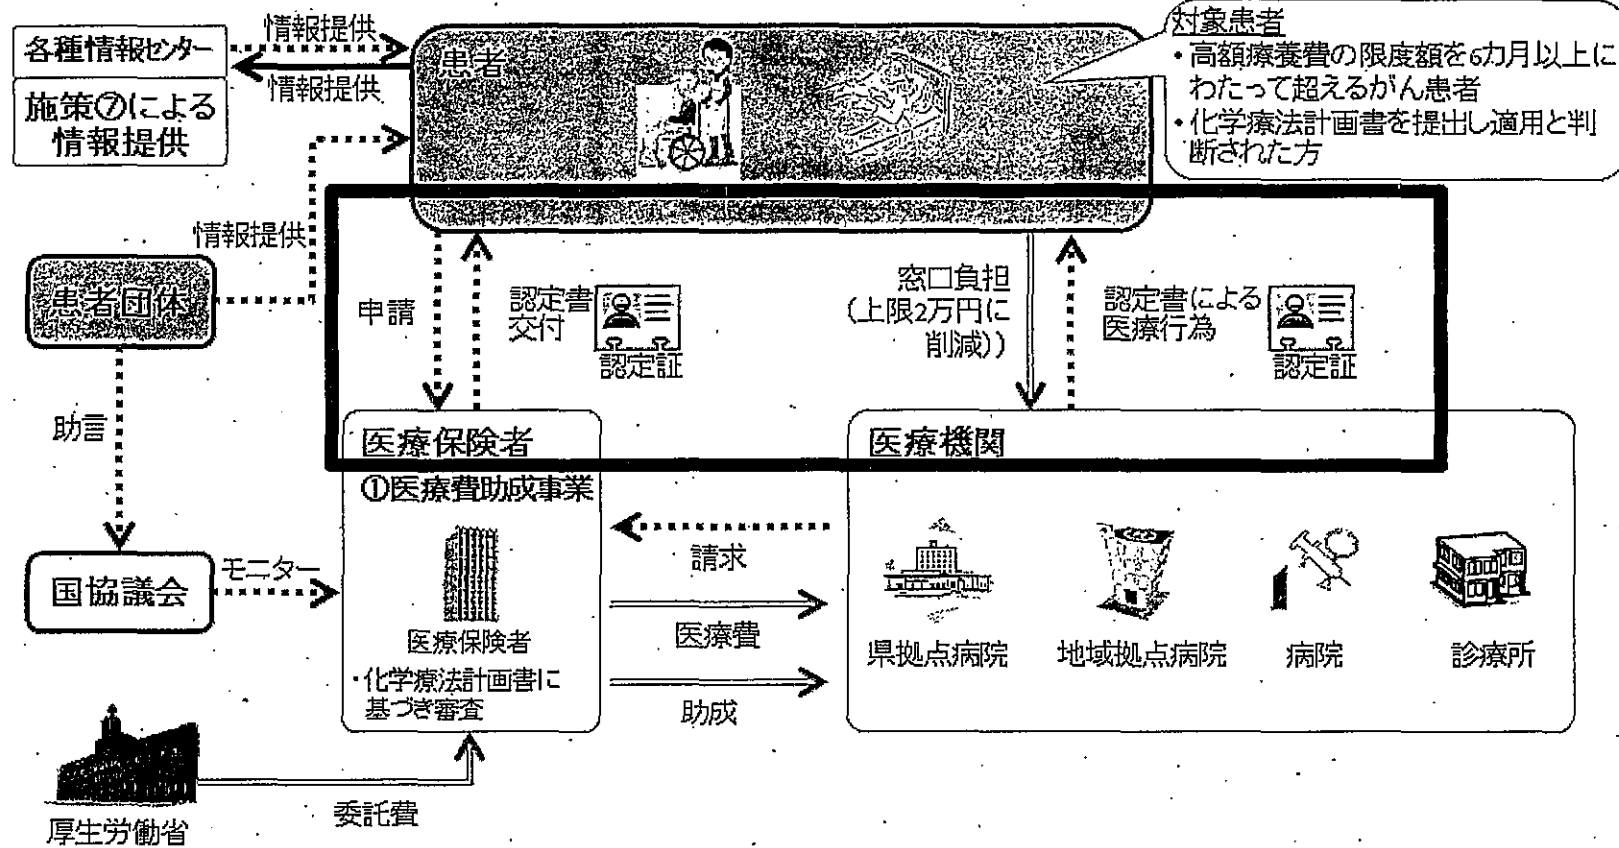 情報提供
各種情報センター
情報提供
施策⑦による
情報提供
患者
対象患者
・高額療養費の限度額を6カ月以上に
わたって超えるがん患者
・化学療法計画書を提出し適用と判
断された方
情報提供
患者団体
申請
認定書
交付
認定証
窓口負担
(上限2万円に
削減))
認定書による
医療行為
認定証
助言
医療保険者
①医療費助成事業
医療機関
国協議会
モニター
請求
医療費
助成
医療保険者
・化学療法計画書に
基づき審査
県拠点病院
地域拠点病院
病院
診療所
厚生労働省
委託費